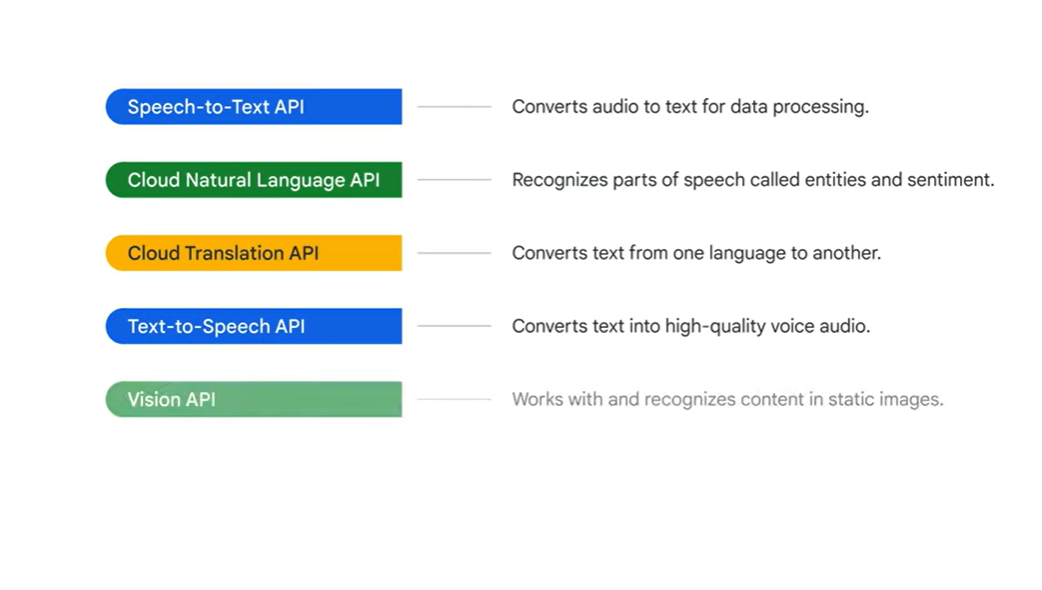 Speech-to-Text API Converts audio to text for data processing.
Cloud Natural Language API Recognizes parts of speech called entities and sentiment.
Cloud Translation API Converts text from one language to another.
Text-to-Speech API Converts text into high-quality voice audio.
Vision API Works with and recognizes content in static images.